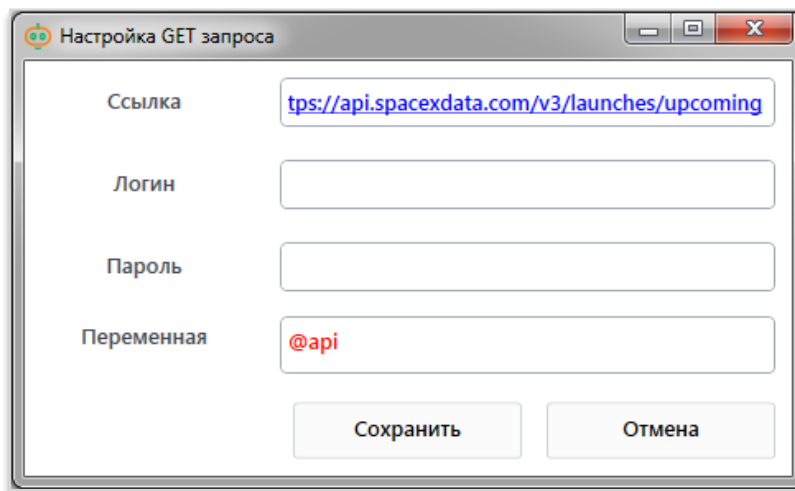 Настройка GET запроса
Ссылка
tps://api.spacexdata.com/v3/launches/upcoming
Логин
Пароль
Переменная
@api
Сохранить Отмена